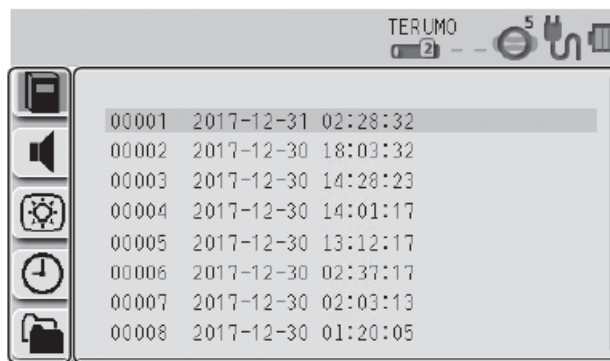 TERUMO
2 -- 5
00001 2017-12-31 02:28:32
00002 2017-12-30 18:03:32
00003 2017-12-30 14:28:23
00004 2017-12-30 14:01:17
00005 2017-12-30 13:12:17
00006 2017-12-30 02:37:17
00007 2017-12-30 02:03:13
00008 2017-12-30 01:20:05